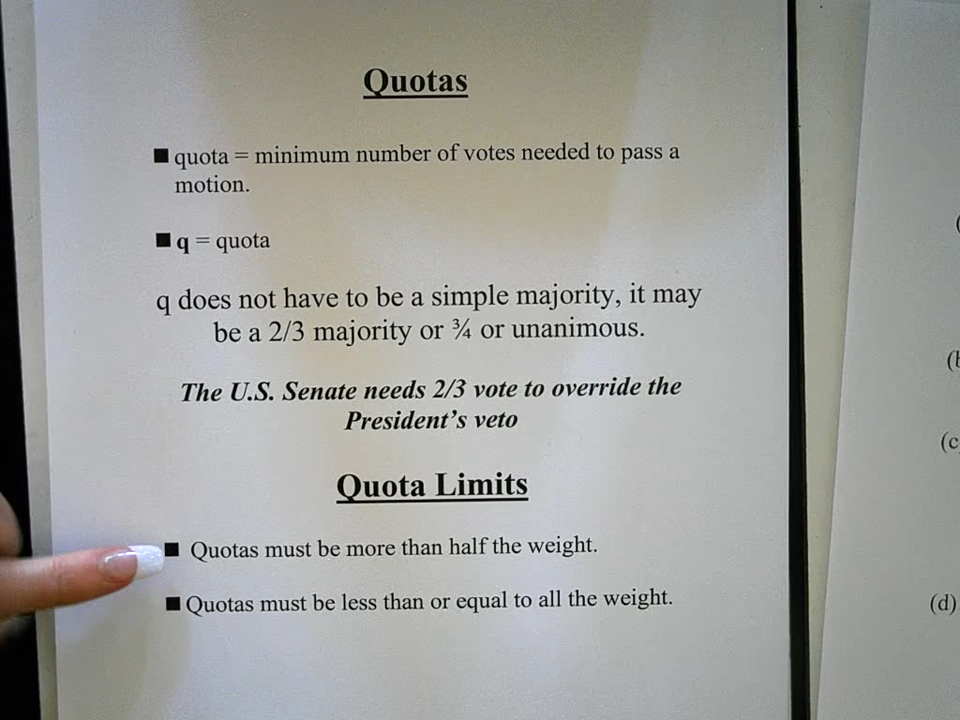 Quotas
■ quota = minimum number of votes needed to pass a
motion.
■ q = quota
q does not have to be a simple majority, it may
be a 2/3 majority or ¾ or unanimous.
The U.S. Senate needs 2/3 vote to override the
President’s veto
Quota Limits
■ Quotas must be more than half the weight.
■ Quotas must be less than or equal to all the weight.
(d)